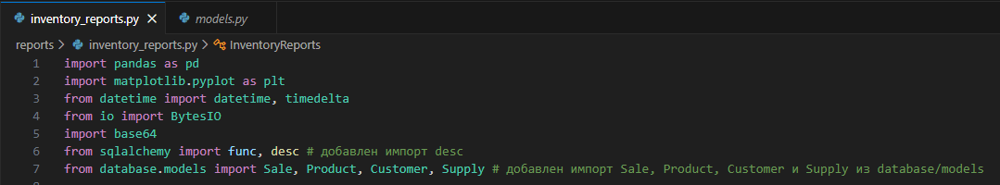 inventory_reports.py × models.py
reports > inventory_reports.py > InventoryReports
1 import pandas as pd
2 import matplotlib.pyplot as plt
3 from datetime import datetime, timedelta
4 from io import BytesIO
5 import base64
6 from sqlalchemy import func, desc # добавлен импорт desc
7 from database.models import Sale, Product, Customer, Supply # добавлен импорт Sale, Product, Customer и Supply из database/models